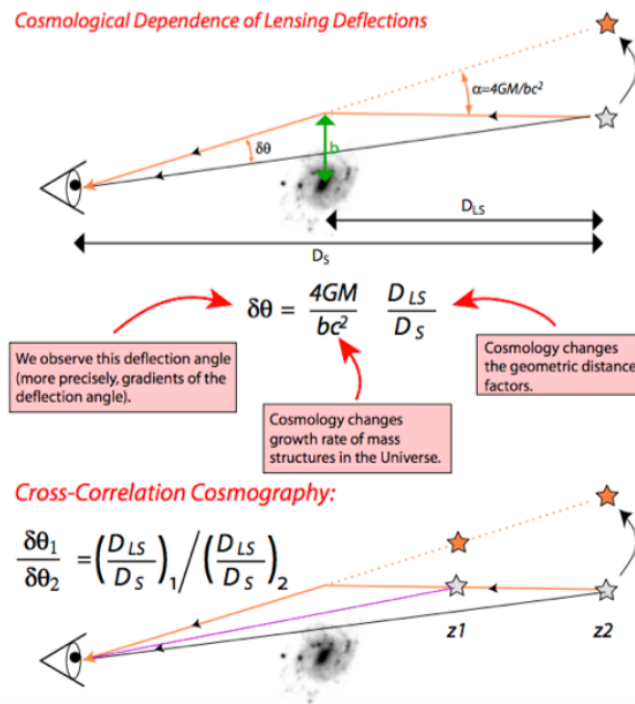 Cosmological Dependence of Lensing Deflections
α=4GM/bc²
δθ
b
D_LS
D_S
δθ = 4GM/bc² D_LS/D_S
We observe this deflection angle
(more precisely, gradients of the
deflection angle).
Cosmology changes
growth rate of mass
structures in the Universe.
Cosmology changes
the geometric distance
factors.
Cross-Correlation Cosmography:
δθ₁/δθ₂ = (D_LS/D_S)₁ / (D_LS/D_S)₂
z1
z2